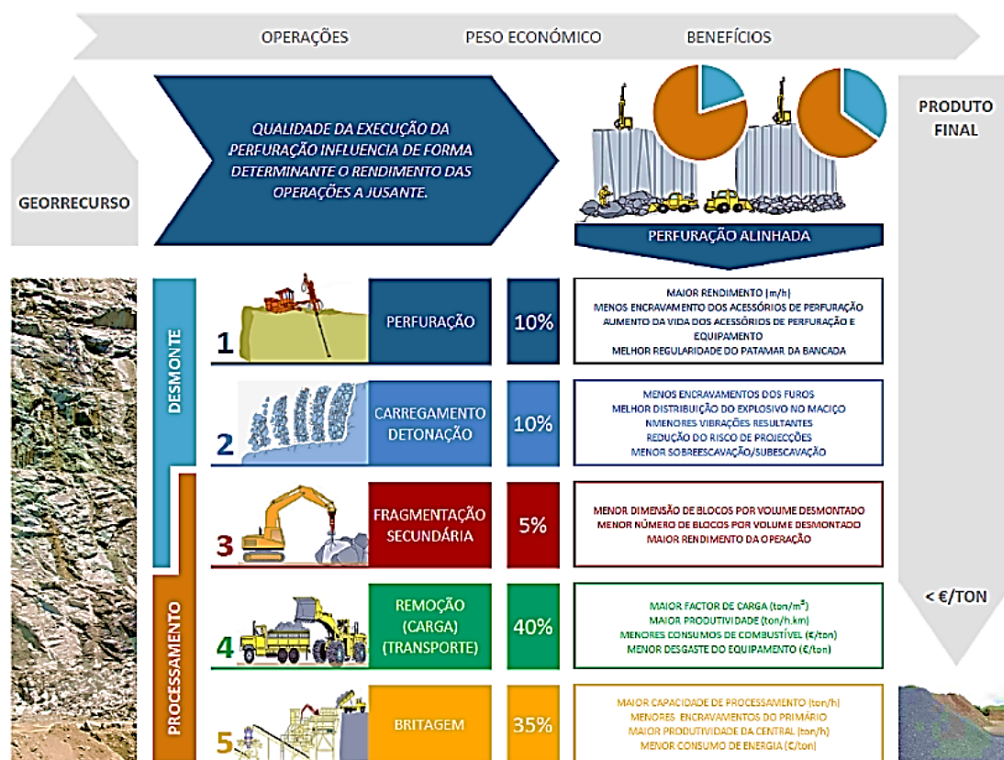 OPERAÇÕES PESO ECONÓMICO BENEFÍCIOS
GEORRECURSO
QUALIDADE DA EXECUÇÃO DA
PERFURAÇÃO INFLUENCIA DE FORMA
DETERMINANTE O RENDIMENTO DAS
OPERAÇÕES A JUSANTE.
PERFURAÇÃO ALINHADA
PRODUTO
FINAL
DESMONTE
1
PERFURAÇÃO
10%
MAIOR RENDIMENTO (m/h)
MENOS ENCRAVAMENTO DOS ACESSÓRIOS DE PERFURAÇÃO
AUMENTO DA VIDA DOS ACESSÓRIOS DE PERFURAÇÃO E
EQUIPAMENTO
MELHOR REGULARIDADE DO PATAMAR DA BANCADA
2
CARREGAMENTO
DETONAÇÃO
10%
MENOS ENCRAVAMENTOS DOS FUROS
MELHOR DISTRIBUIÇÃO DO EXPLOSIVO NO MACIÇO
NMENORES VIBRAÇÕES RESULTANTES
REDUÇÃO DO RISCO DE PROJECÇÕES
MENOR SOBREESCAVAÇÃO/SUBESCAVAÇÃO
3
FRAGMENTAÇÃO
SECUNDÁRIA
5%
MENOR DIMENSÃO DE BLOCOS POR VOLUME DESMONTADO
MENOR NÚMERO DE BLOCOS POR VOLUME DESMONTADO
MAIOR RENDIMENTO DA OPERAÇÃO
PROCESSAMENTO
4
REMOÇÃO
(CARGA)
(TRANSPORTE)
40%
MAIOR FACTOR DE CARGA (ton/m³)
MAIOR PRODUTIVIDADE (ton/h.km)
MENORES CONSUMOS DE COMBUSTÍVEL (€/ton)
MENOR DESGASTE DO EQUIPAMENTO (€/ton)
< €/TON
5
BRITAGEM
35%
MAIOR CAPACIDADE DE PROCESSAMENTO (ton/h)
MENORES ENCRAVAMENTOS DO PRIMÁRIO
MAIOR PRODUTIVIDADE DA CENTRAL (ton/h)
MENOR CONSUMO DE ENERGIA (€/ton)